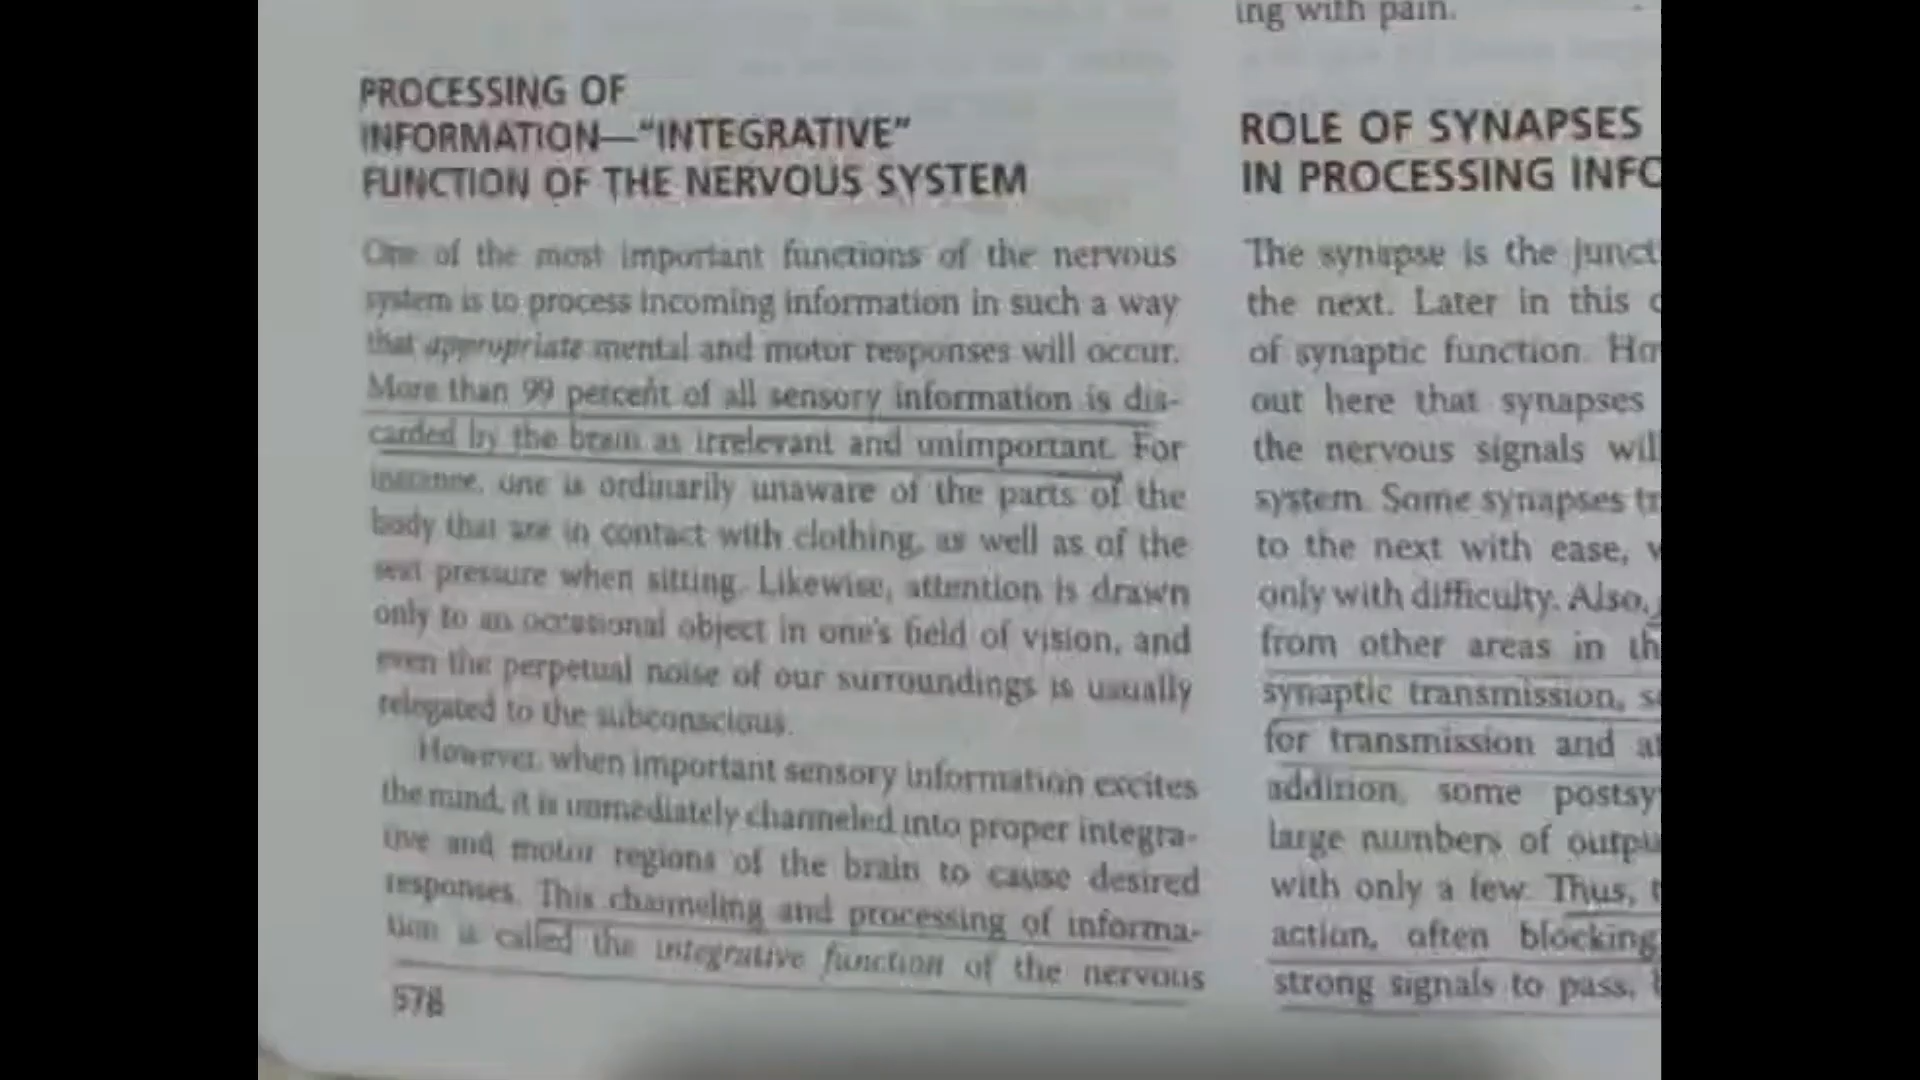 PROCESSING OF
INFORMATION—“INTEGRATIVE”
FUNCTION OF THE NERVOUS SYSTEM
One of the most important functions of the nervous
system is to process incoming information in such a way
that appropriate mental and motor responses will occur.
More than 99 percent of all sensory information is dis-
carded by the brain as irrelevant and unimportant. For
instance, one is ordinarily unaware of the parts of the
body that are in contact with clothing, as well as of the
seat pressure when sitting. Likewise, attention is drawn
only to an occasional object in one's field of vision, and
even the perpetual noise of our surroundings is usually
relegated to the subconscious.
However, when important sensory information excites
the mind, it is immediately channeled into proper integra-
tive and motor regions of the brain to cause desired
responses. This channeling and processing of informa-
tion is called the integrative function of the nervous
578
ing with pain.
ROLE OF SYNAPSES
IN PROCESSING INFO
The synapse is the junct
the next. Later in this
of synaptic function. Ho
out here that synapses
the nervous signals will
system. Some synapses tr
to the next with ease,
only with difficulty. Also,
from other areas in th
synaptic transmission, s
for transmission and at
addition, some postsy
large numbers of outpu
with only a few. Thus, t
action, often blocking
strong signals to pass,